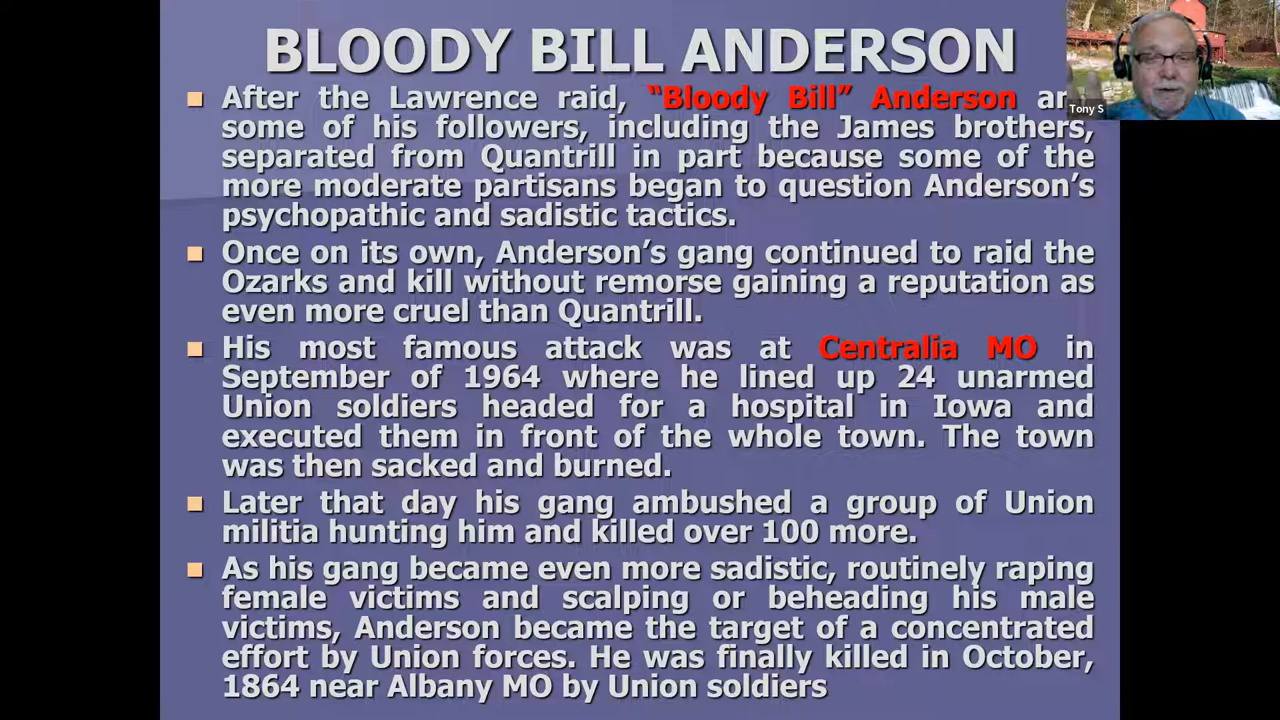 BLOODY BILL ANDERSON
After the Lawrence raid, “Bloody Bill” Anderson an
some of his followers, including the James brothers,
separated from Quantrill in part because some of the
more moderate partisans began to question Anderson’s
psychopathic and sadistic tactics.
Once on its own, Anderson’s gang continued to raid the
Ozarks and kill without remorse gaining a reputation as
even more cruel than Quantrill.
His most famous attack was at Centralia MO in
September of 1964 where he lined up 24 unarmed
Union soldiers headed for a hospital in Iowa and
executed them in front of the whole town. The town
was then sacked and burned.
Later that day his gang ambushed a group of Union
militia hunting him and killed over 100 more.
As his gang became even more sadistic, routinely raping
female victims and scalping or beheading his male
victims, Anderson became the target of a concentrated
effort by Union forces. He was finally killed in October,
1864 near Albany MO by Union soldiers
Tony S